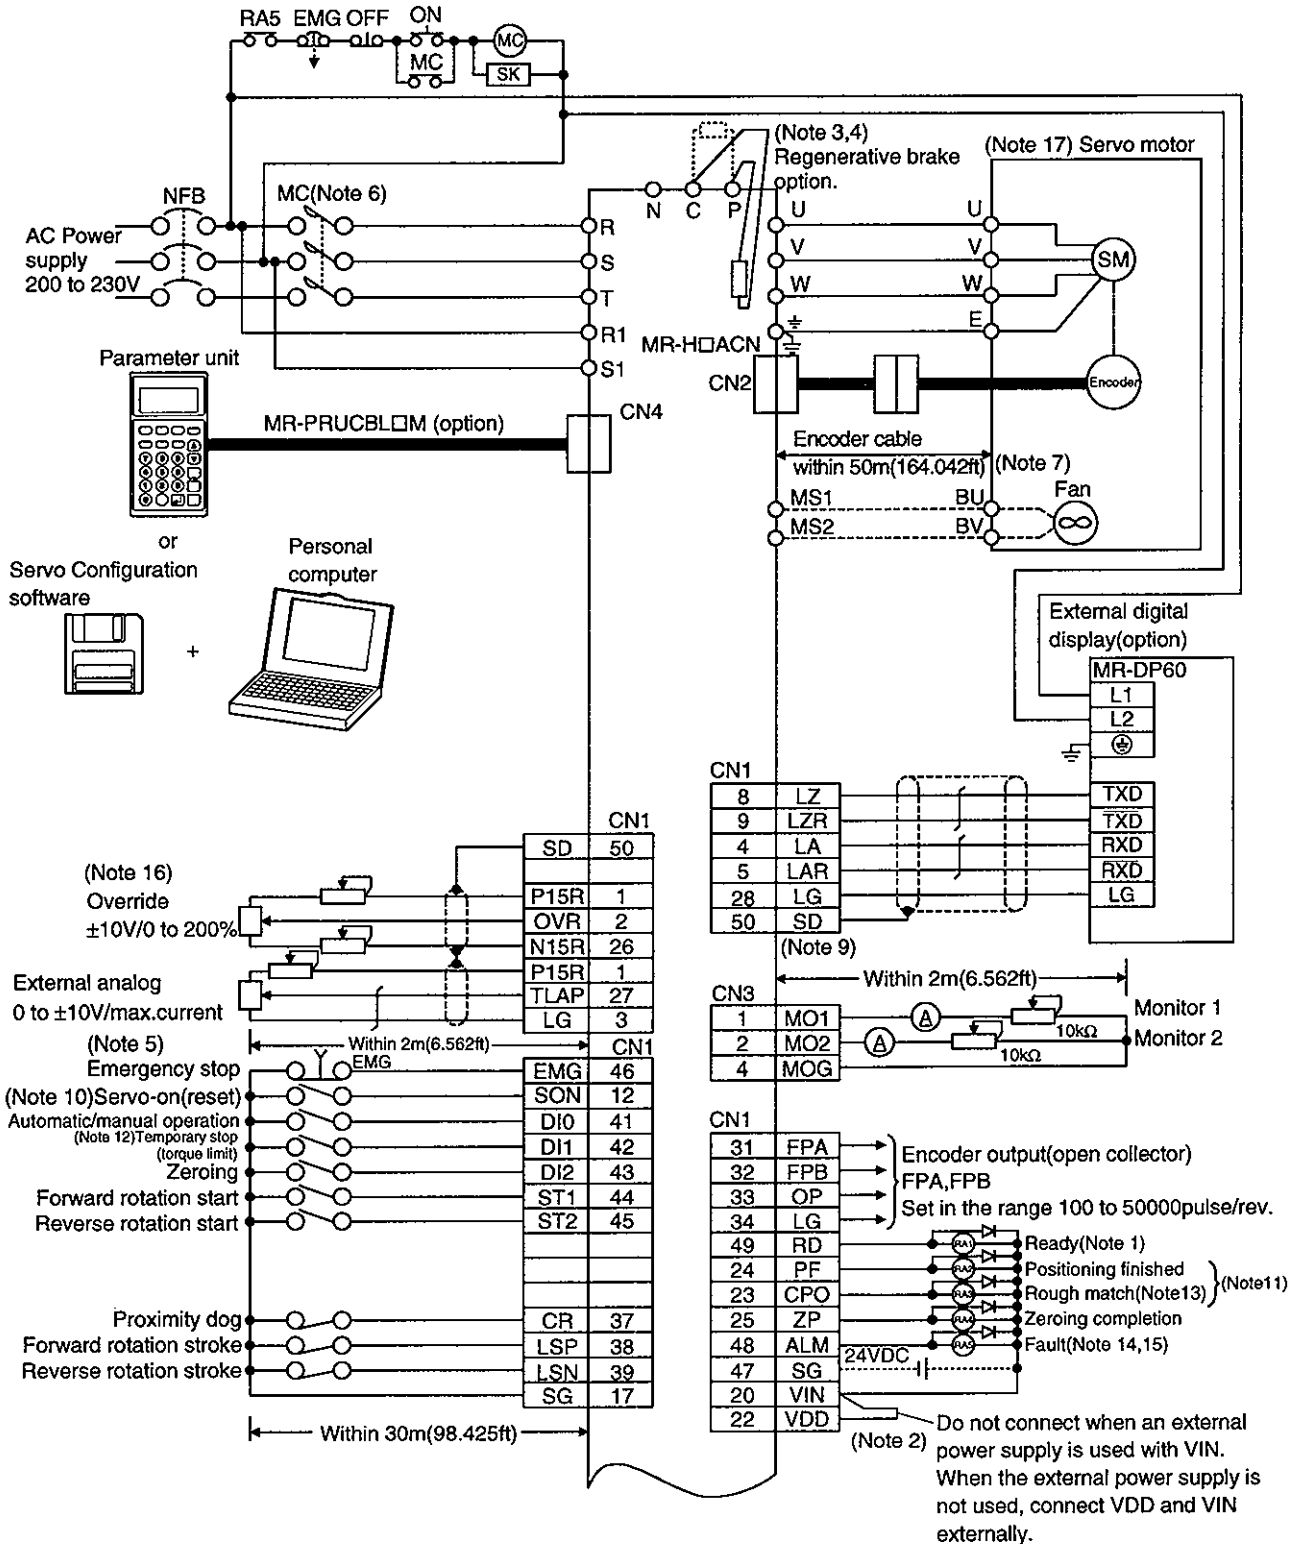 RA5 EMG OFF ON
MC
MC
SK
(Note 3,4)
Regenerative brake
option.
(Note 17) Servo motor
NFB
MC(Note 6)
N C P
AC Power
supply
200 to 230V
R
S
T
R1
S1
U
V
W
U
V
W
E
SM
MR-H□ACN
CN2
Encoder
Parameter unit
MR-PRUCBL□M (option)
CN4
Encoder cable
within 50m(164.042ft)
(Note 7)
Fan
MS1
BU
MS2
BV
or
Servo Configuration
software
+
Personal
computer
External digital
display(option)
MR-DP60
L1
L2
CN1
8 LZ TXD
9 LZR TXD
4 LA RXD
5 LAR RXD
28 LG LG
50 SD
(Note 9)
CN1
SD 50
(Note 16)
Override
±10V/0 to 200%
P15R 1
OVR 2
N15R 26
P15R 1
TLAP 27
LG 3
External analog
0 to ±10V/max.current
Within 2m(6.562ft)
Within 2m(6.562ft)
CN3
1 MO1 A Monitor 1
10kΩ
2 MO2 A Monitor 2
10kΩ
4 MOG
CN1
(Note 5)
Emergency stop EMG EMG 46
(Note 10)Servo-on(reset) SON 12
Automatic/manual operation DI0 41
(Note 12)Temporary stop
(torque limit) DI1 42
Zeroing DI2 43
Forward rotation start ST1 44
Reverse rotation start ST2 45
Proximity dog CR 37
Forward rotation stroke LSP 38
Reverse rotation stroke LSN 39
SG 17
Within 30m(98.425ft)
CN1
31 FPA
32 FPB
33 OP
34 LG
Encoder output(open collector)
FPA,FPB
Set in the range 100 to 50000pulse/rev.
49 RD RA1 Ready(Note 1)
24 PF RA2 Positioning finished
23 CPO RA3 Rough match(Note13)
(Note11)
25 ZP RA4 Zeroing completion
48 ALM RA5 Fault(Note 14,15)
24VDC
47 SG
20 VIN
22 VDD
(Note 2)
Do not connect when an external
power supply is used with VIN.
When the external power supply is
not used, connect VDD and VIN
externally.